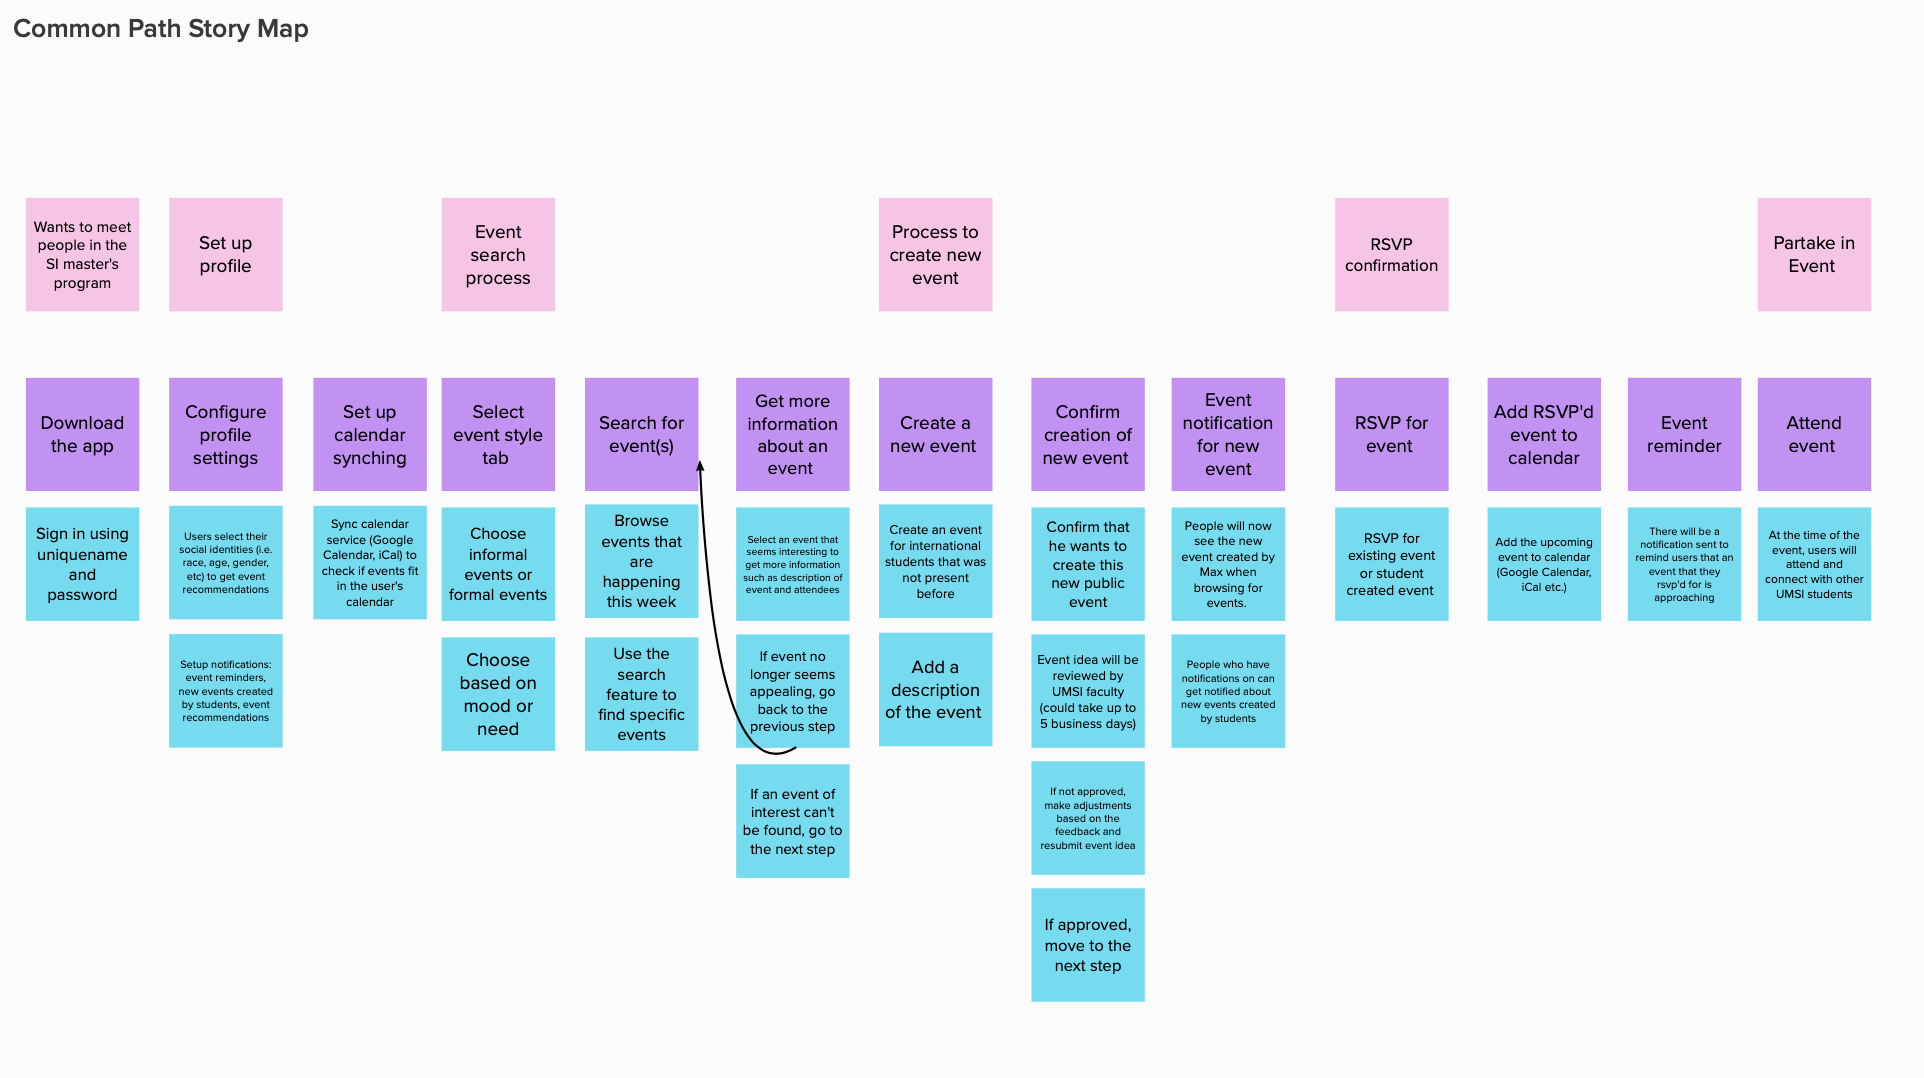 Common Path Story Map
Wants to meet
people in the
SI master's
program
Set up
profile
Event
search
process
Process to
create new
event
RSVP
confirmation
Partake in
Event
Download
the app
Configure
profile
settings
Set up
calendar
synching
Select
event style
tab
Search for
event(s)
Get more
information
about an
event
Create a
new event
Confirm
creation of
new event
Event
notification
for new
event
RSVP for
event
Add RSVP'd
event to
calendar
Event
reminder
Attend
event
Sign in using
uniquename
and
password
Users select their
social identities (i.e.
race, age, gender,
etc) to get event
recommendations
Sync calendar
service (Google
Calendar, iCal) to
check if events fit
in the user's
calendar
Choose
informal
events or
formal events
Browse
events that
are
happening
this week
Select an event that
seems interesting to
get more information
such as description of
event and attendees
Create an event
for international
students that was
not present
before
Confirm that
he wants to
create this
new public
event
People will now
see the new
event created by
Max when
browsing for
events.
RSVP for
existing event
or student
created event
Add the upcoming
event to calendar
(Google Calendar,
iCal etc.)
There will be a
notification sent to
remind users that an
event that they
rsvp'd for is
approaching
At the time of the
event, users will
attend and
connect with other
UMSI students
Setup notifications:
event reminders,
new events created
by students, event
recommendations
Choose
based on
mood or
need
Use the
search
feature to
find specific
events
If event no
longer seems
appealing, go
back to the
previous step
Add a
description
of the event
Event idea will be
reviewed by
UMSI faculty
(could take up to
5 business days)
People who have
notifications on can
get notified about
new events created
by students
If an event of
interest can't
be found, go to
the next step
If not approved,
make adjustments
based on the
feedback and
resubmit event idea
If approved,
move to the
next step